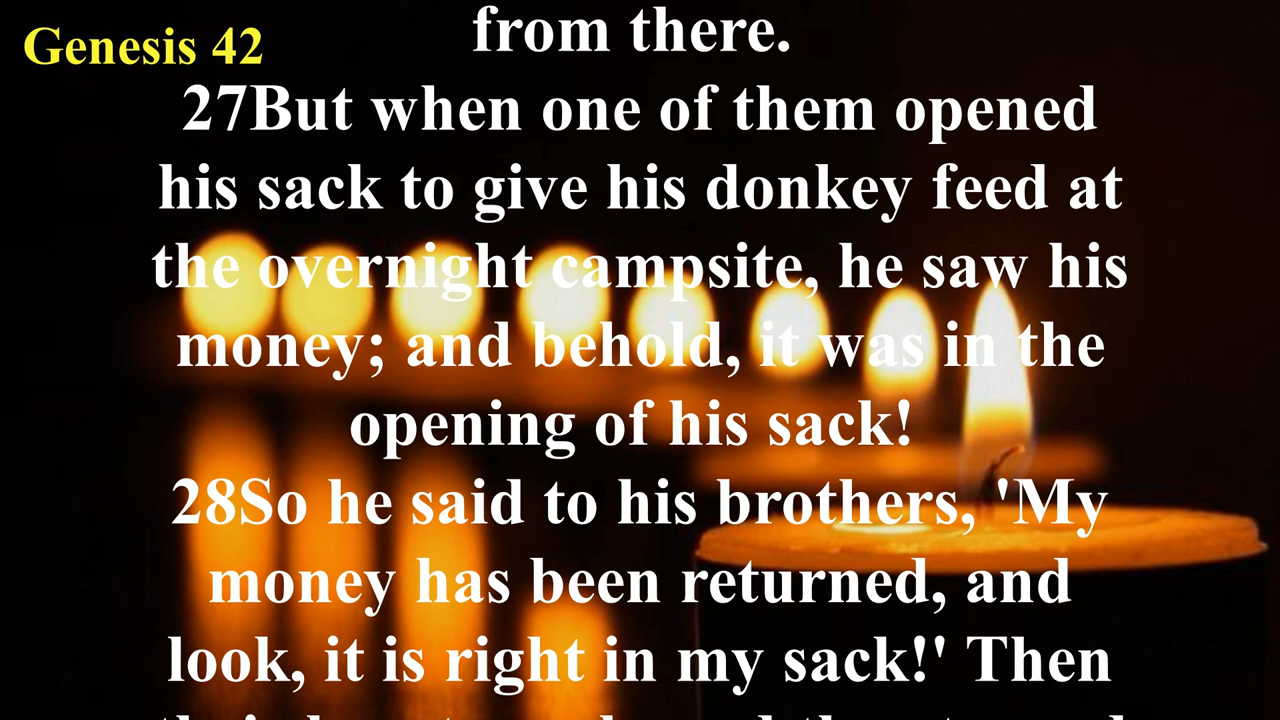 Genesis 42
from there.
27But when one of them opened
his sack to give his donkey feed at
the overnight campsite, he saw his
money; and behold, it was in the
opening of his sack!
28So he said to his brothers, 'My
money has been returned, and
look, it is right in my sack!' Then